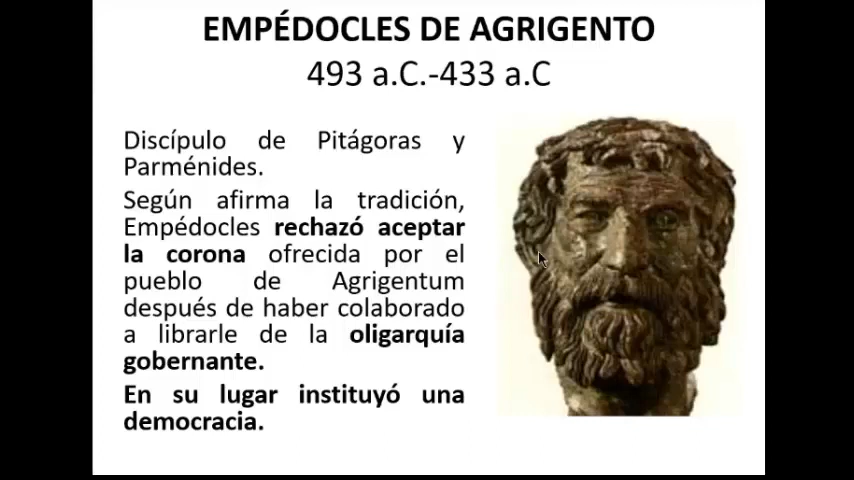 EMPÉDOCLES DE AGRIGENTO
493 a.C.-433 a.C
Discípulo de Pitágoras y
Parménides.
Según afirma la tradición,
Empédocles rechazó aceptar
la corona ofrecida por el
pueblo de Agrigentum
después de haber colaborado
a librarle de la oligarquía
gobernante.
En su lugar instituyó una
democracia.